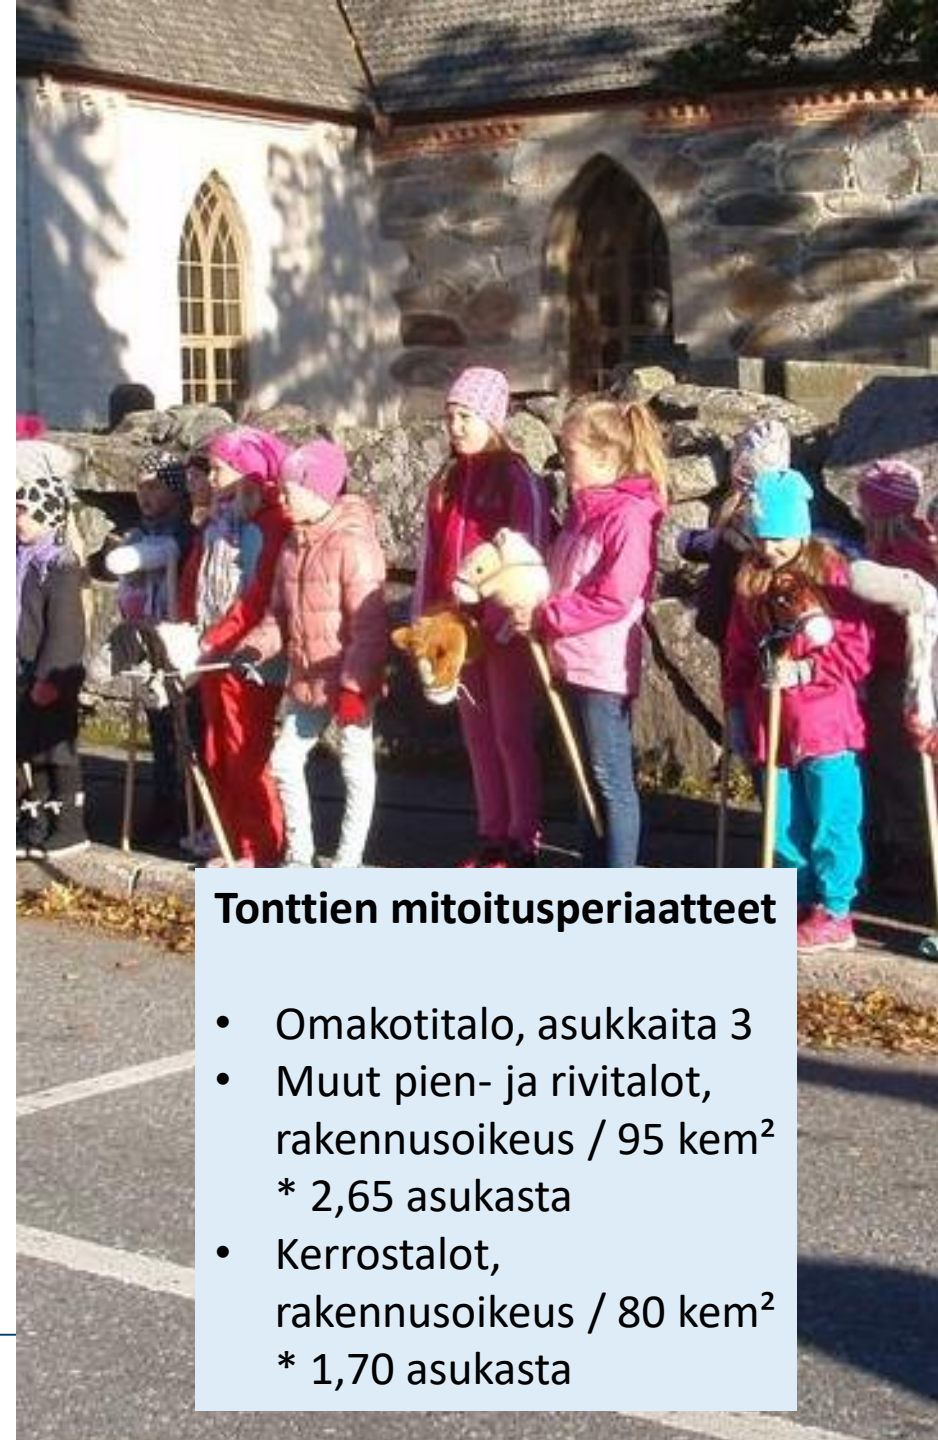 Tonttien mitoitusperiaatteet
• Omakotitalo, asukkaita 3
• Muut pien- ja rivitalot,
rakennusoikeus / 95 kem²
* 2,65 asukasta
• Kerrostalot,
rakennusoikeus / 80 kem²
* 1,70 asukasta